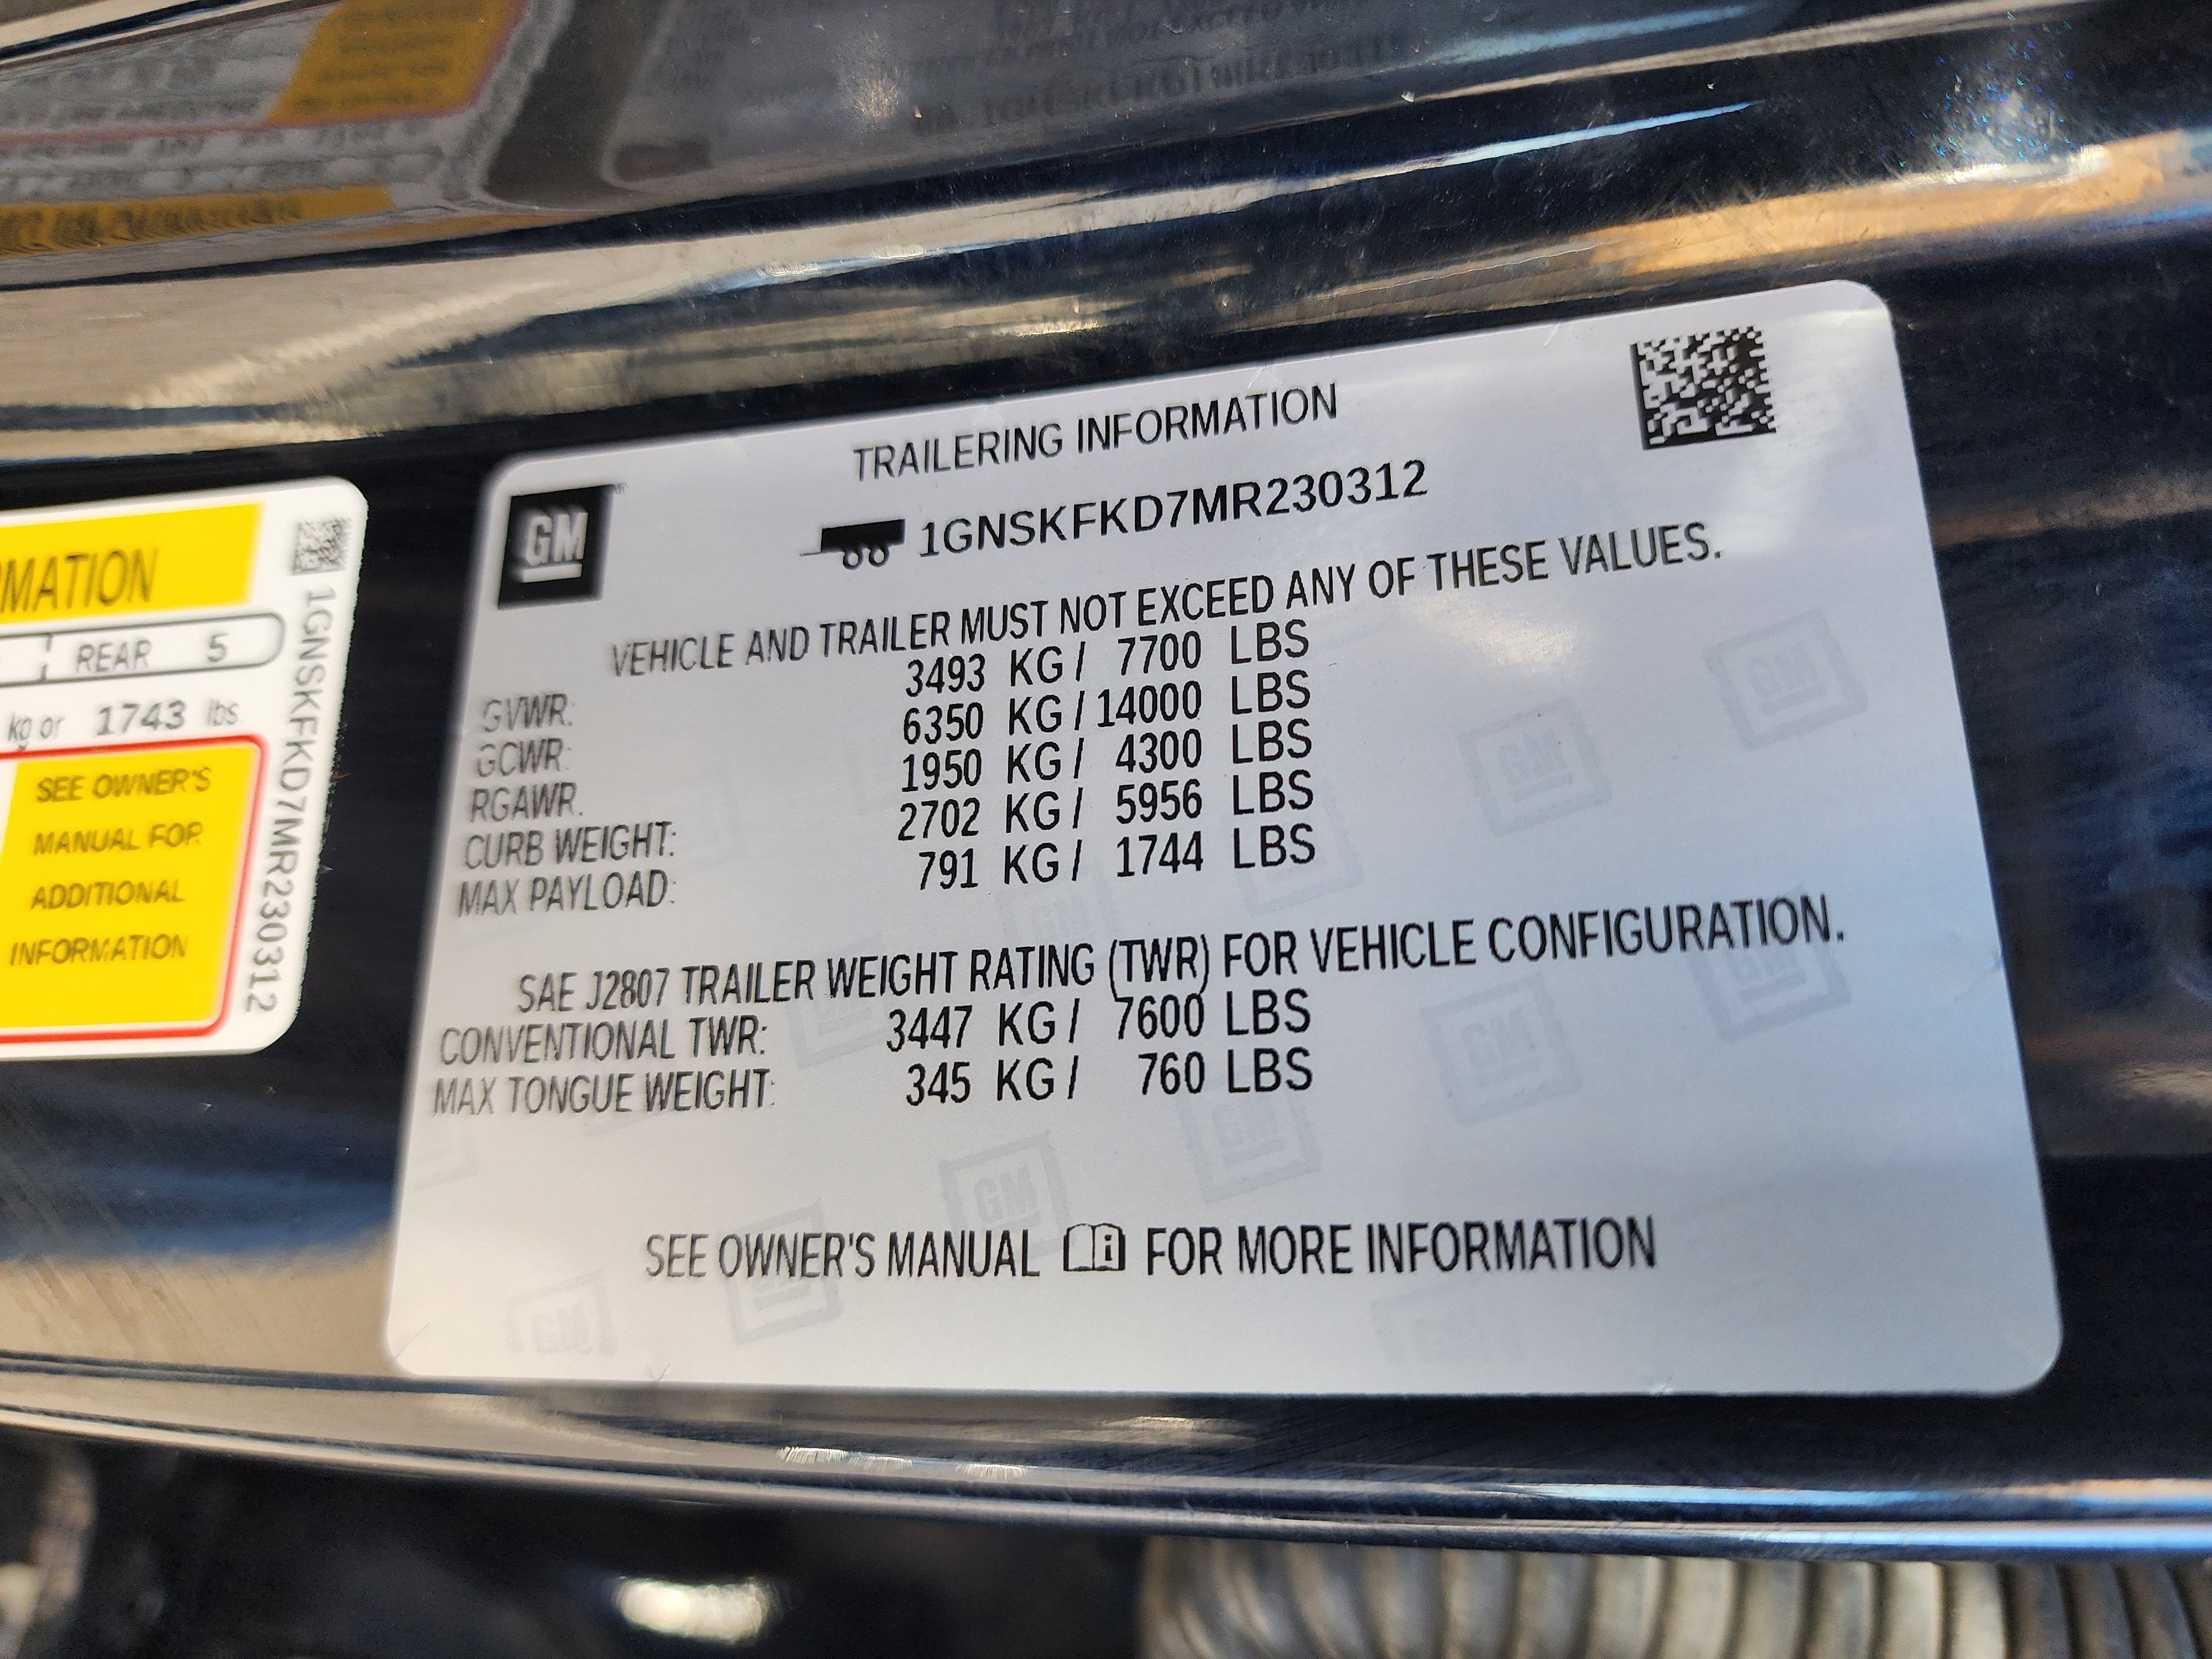 TRAILERING INFORMATION
GM
1GNSKFKD7MR230312
VEHICLE AND TRAILER MUST NOT EXCEED ANY OF THESE VALUES.
GVWR: 3493 KG / 7700 LBS
GCWR: 6350 KG / 14000 LBS
RGAWR: 1950 KG / 4300 LBS
CURB WEIGHT: 2702 KG / 5956 LBS
MAX PAYLOAD: 791 KG / 1744 LBS
SAE J2807 TRAILER WEIGHT RATING (TWR) FOR VEHICLE CONFIGURATION.
CONVENTIONAL TWR: 3447 KG / 7600 LBS
MAX TONGUE WEIGHT: 345 KG / 760 LBS
SEE OWNER'S MANUAL FOR MORE INFORMATION
RMATION
REAR 5
kg or 1743 lbs.
SEE OWNER'S
MANUAL FOR
ADDITIONAL
INFORMATION
1GNSKFKD7MR230312